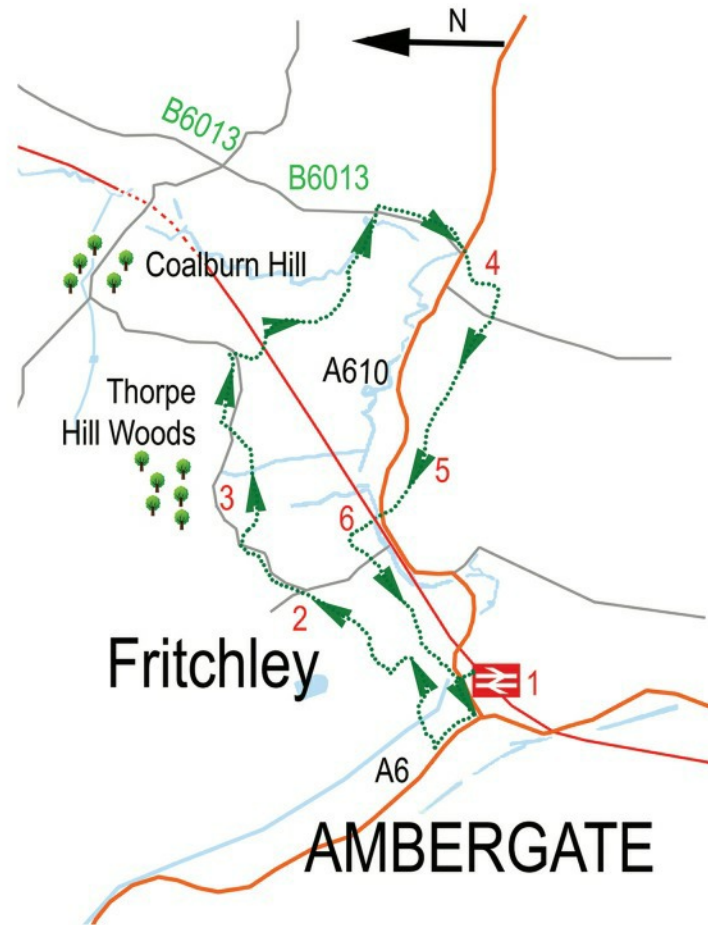 N
B6013
B6013
Coalburn Hill
4
A610
Thorpe
Hill Woods
5
3
6
2
Fritchley
1
A6
AMBERGATE